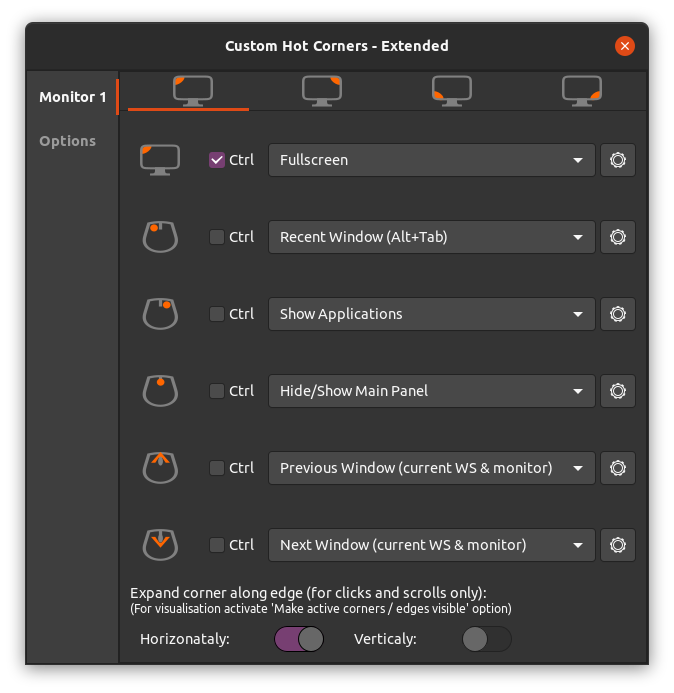 Custom Hot Corners - Extended
Monitor 1
Options
Ctrl Fullscreen
Ctrl Recent Window (Alt+Tab)
Ctrl Show Applications
Ctrl Hide/Show Main Panel
Ctrl Previous Window (current WS & monitor)
Ctrl Next Window (current WS & monitor)
Expand corner along edge (for clicks and scrolls only):
(For visualisation activate 'Make active corners / edges visible' option)
Horizonataly: Verticaly: